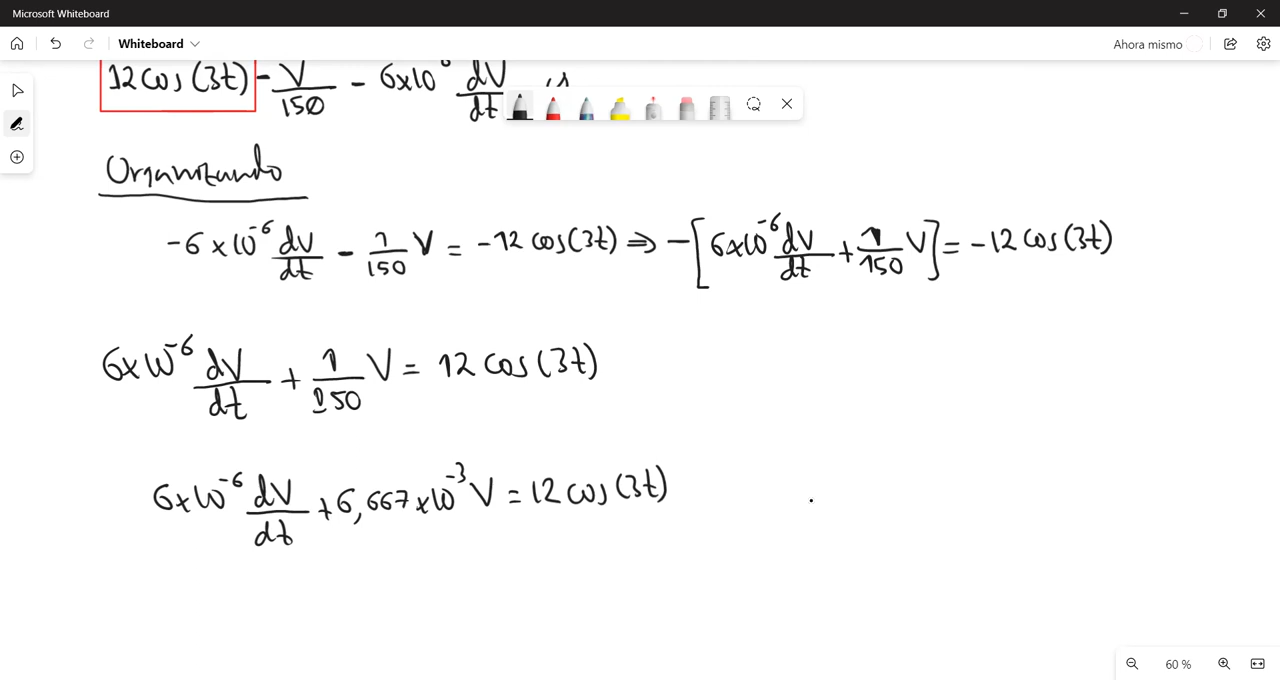 Microsoft Whiteboard
Whiteboard
Ahora mismo
12 cos (3t) - V/150 - 6x10 dV/dt
Organizando
-6 x 10^-6 dv/dt - 1/150 V = -12 cos(3t) ⇒ -[6x10^-6 dv/dt + 1/150 V] = -12 cos(3t)
6x10^-6 dV/dt + 1/150 V = 12 cos (3t)
6x10^-6 dV/dt + 6,667x10^-3 V = 12 cos (3t)
60 %